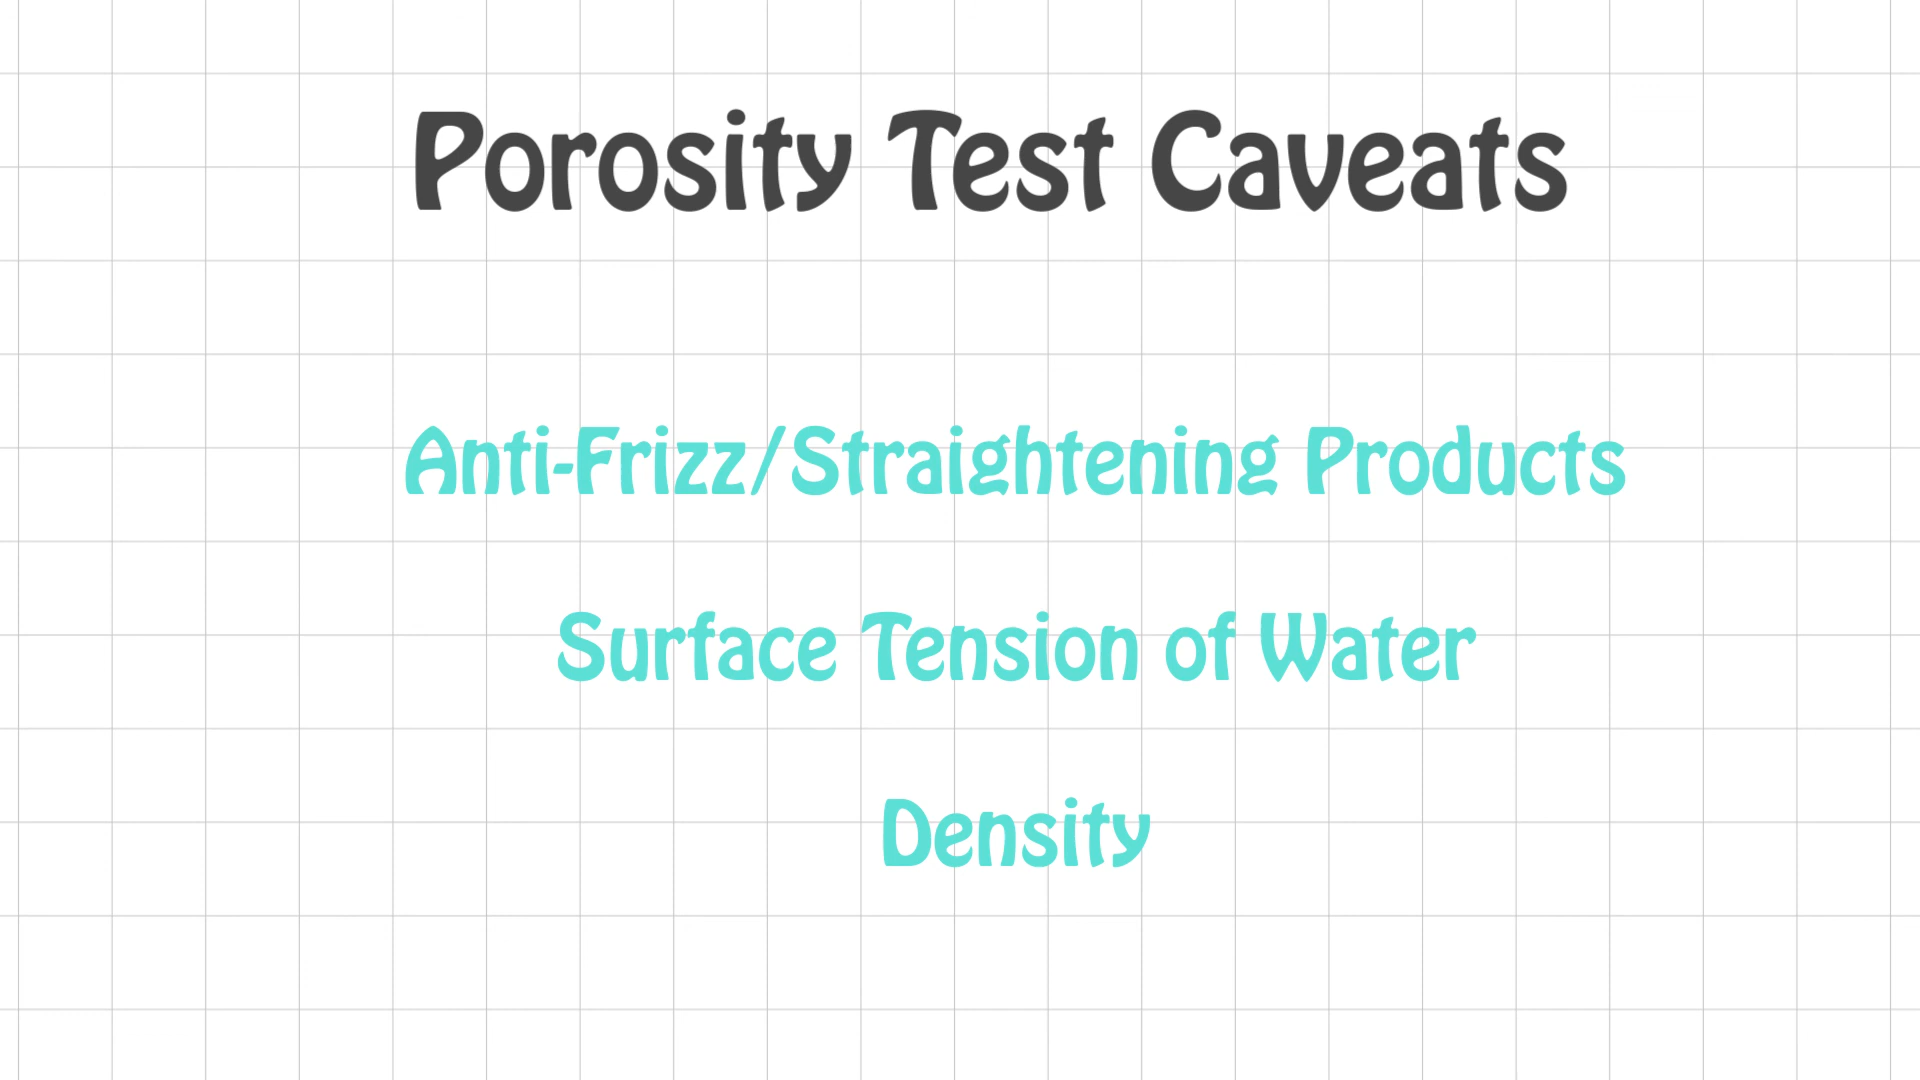 Porosity Test Caveats
Anti-Frizz/Straightening Products
Surface Tension of Water
Density